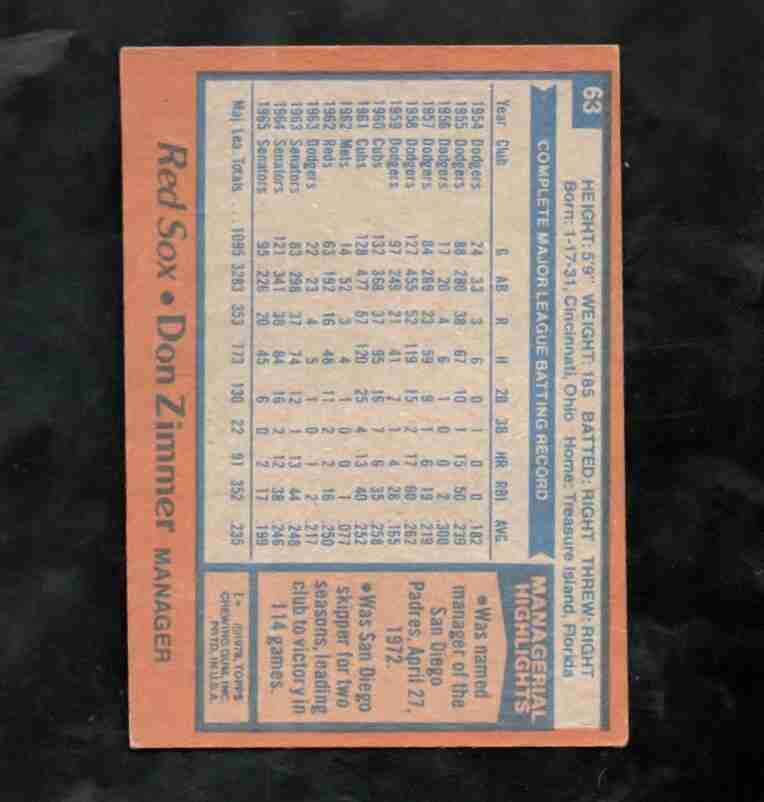 63
HEIGHT: 5'9" WEIGHT: 185 BATTED: RIGHT THREW: RIGHT
Born: 1-17-31, Cincinnati, Ohio Home: Treasure Island, Florida
COMPLETE MAJOR LEAGUE BATTING RECORD
Year Club G AB R H 2B 3B HR RBI AVG.
1954 Dodgers 24 33 3 6 0 1 0 0 .182
1955 Dodgers 88 280 38 67 10 1 15 50 .239
1956 Dodgers 17 20 4 6 1 0 0 2 .300
1957 Dodgers 84 269 23 59 9 1 6 19 .219
1958 Dodgers 127 455 52 119 15 2 17 60 .262
1959 Dodgers 97 249 21 41 7 1 4 28 .165
1960 Cubs 132 368 37 95 16 7 6 35 .258
1961 Cubs 128 477 57 120 25 4 13 40 .252
1962 Mets 14 52 3 4 1 0 0 1 .077
1962 Reds 63 192 16 48 11 2 2 16 .250
1963 Dodgers 22 23 4 5 1 0 1 2 .217
1963 Senators 83 298 37 74 12 1 13 44 .248
1964 Senators 121 341 38 84 16 2 12 38 .246
1965 Senators 95 226 20 45 6 0 2 17 .199
Maj. Lea. Totals ... 1095 3283 353 773 130 22 91 352 .235
MANAGERIAL
HIGHLIGHTS
●Was named
manager of the
San Diego
Padres, April 27,
1972.
●Was San Diego
skipper for two
seasons, leading
club to victory in
114 games.
©1978 TOPPS
CHEWING GUM, INC.
PRTD. IN U.S.A.
Red Sox • Don Zimmer MANAGER